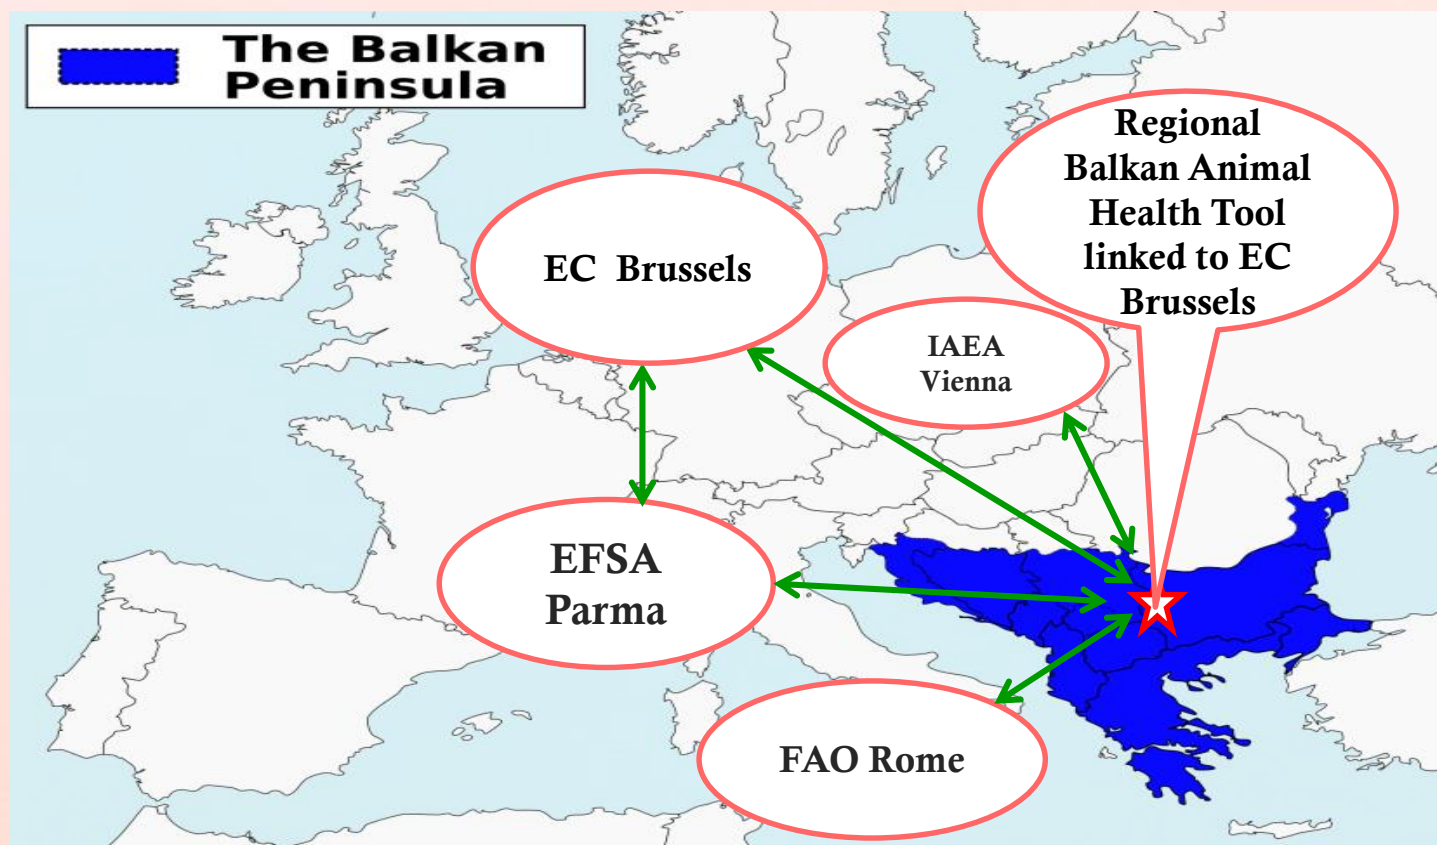 The Balkan
Peninsula
Regional
Balkan Animal
Health Tool
linked to EC
Brussels
EC Brussels
IAEA
Vienna
EFSA
Parma
FAO Rome